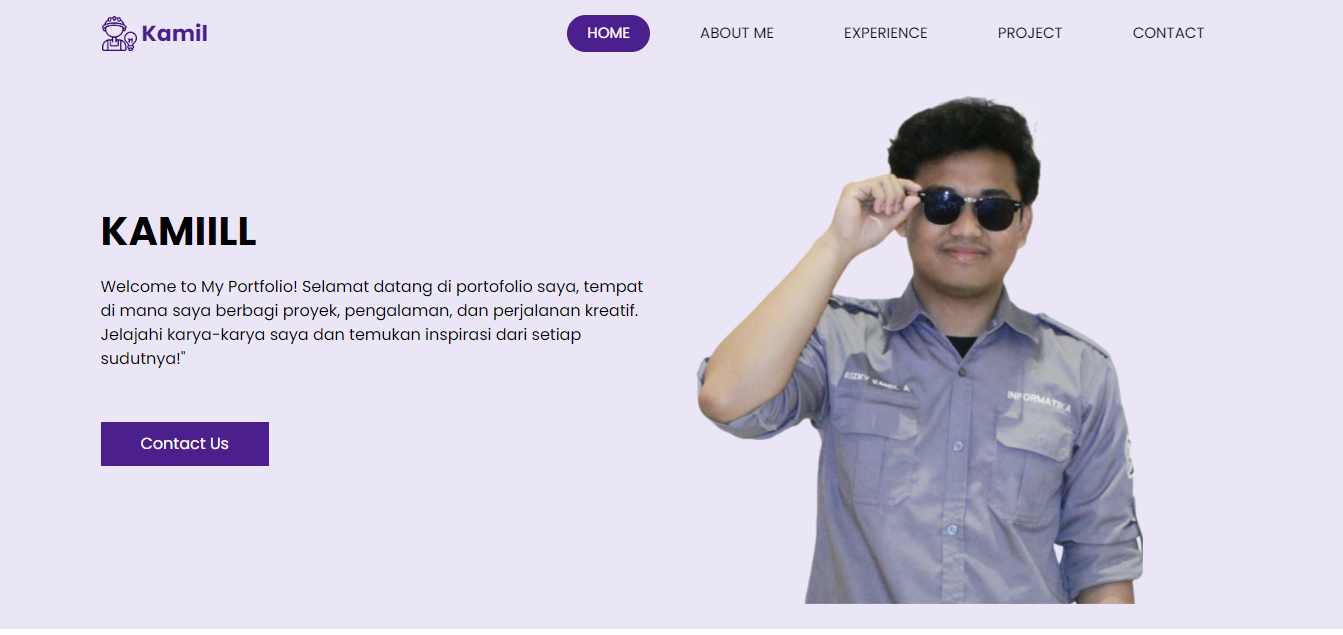 Kamil
HOME ABOUT ME EXPERIENCE PROJECT CONTACT
KAMIILL
Welcome to My Portfolio! Selamat datang di portofolio saya, tempat
di mana saya berbagi proyek, pengalaman, dan perjalanan kreatif.
Jelajahi karya-karya saya dan temukan inspirasi dari setiap
sudutnya!"
Contact Us
RIZKY KAMIL A
INFORMATIKA